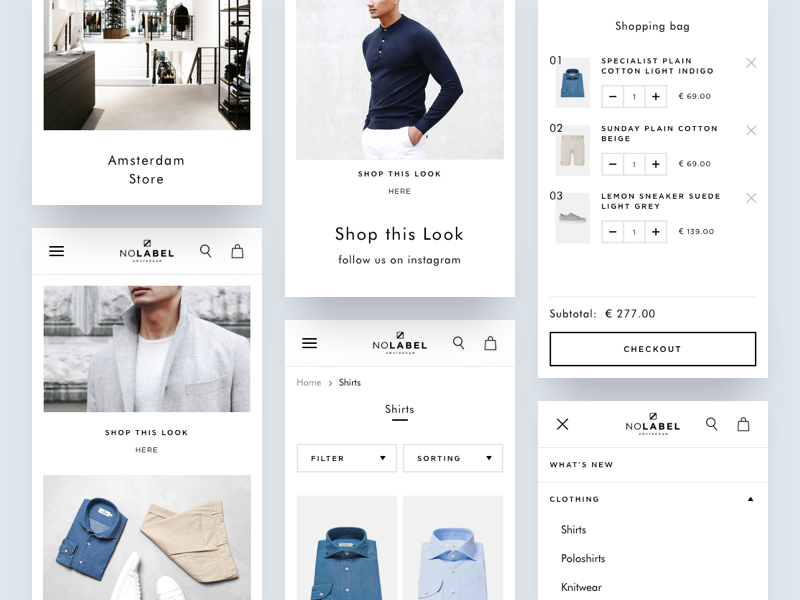 Amsterdam
Store
NOLABEL
AMSTERDAM
SHOP THIS LOOK
HERE
SHOP THIS LOOK
HERE
Shop this Look
follow us on instagram
NOLABEL
AMSTERDAM
Home > Shirts
Shirts
FILTER
SORTING
Shopping bag
01
SPECIALIST PLAIN
COTTON LIGHT INDIGO
− 1 + € 69.00
02
SUNDAY PLAIN COTTON
BEIGE
− 1 + € 69.00
03
LEMON SNEAKER SUEDE
LIGHT GREY
− 1 + € 139.00
Subtotal: € 277.00
CHECKOUT
NOLABEL
AMSTERDAM
WHAT'S NEW
CLOTHING
Shirts
Poloshirts
Knitwear